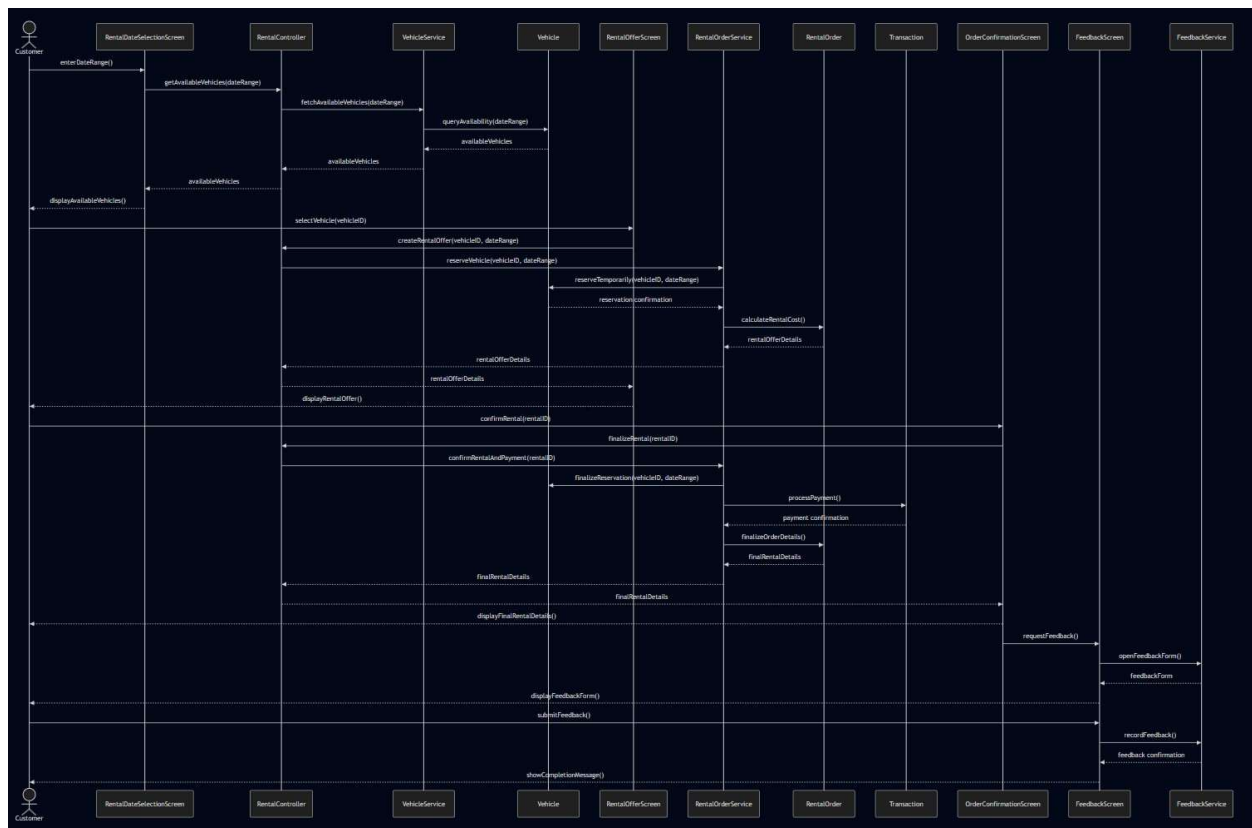 Customer
RentalDateSelectionScreen
RentalController
VehicleService
Vehicle
RentalOfferScreen
RentalOrderService
RentalOrder
Transaction
OrderConfirmationScreen
FeedbackScreen
FeedbackService
enterDateRange()
getAvailableVehicles(dateRange)
fetchAvailableVehicles(dateRange)
queryAvailability(dateRange)
availableVehicles
availableVehicles
availableVehicles
displayAvailableVehicles()
selectVehicle(vehicleID)
createRentalOffer(vehicleID, dateRange)
reserveVehicle(vehicleID, dateRange)
reserveTemporarily(vehicleID, dateRange)
reservation confirmation
calculateRentalCost()
rentalOfferDetails
rentalOfferDetails
rentalOfferDetails
displayRentalOffer()
confirmRental(rentalID)
finalizeRental(rentalID)
confirmRentalAndPayment(rentalID)
finalizeReservation(vehicleID, dateRange)
processPayment()
payment confirmation
finalizeOrderDetails()
finalRentalDetails
finalRentalDetails
finalRentalDetails
displayFinalRentalDetails()
requestFeedback()
openFeedbackForm()
feedbackForm
displayFeedbackForm()
submitFeedback()
recordFeedback()
feedback confirmation
showCompletionMessage()
Customer
RentalDateSelectionScreen
RentalController
VehicleService
Vehicle
RentalOfferScreen
RentalOrderService
RentalOrder
Transaction
OrderConfirmationScreen
FeedbackScreen
FeedbackService